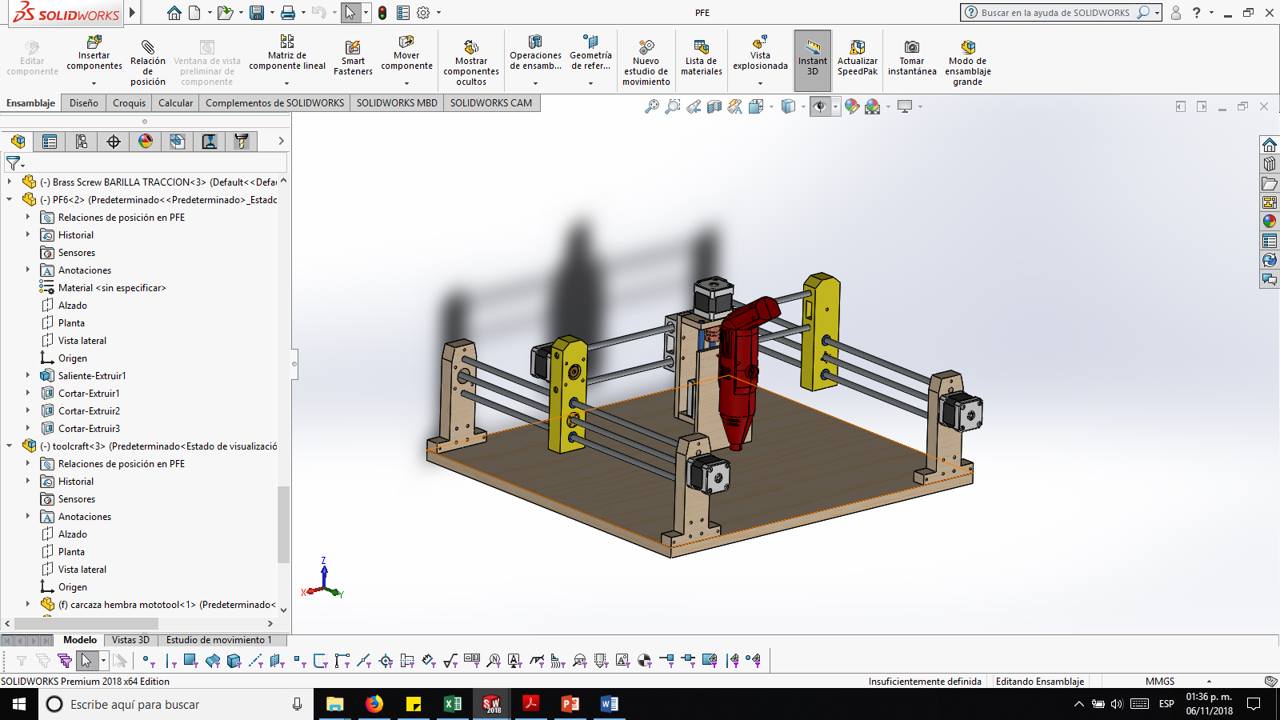 SOLIDWORKS
PFE
Buscar en la ayuda de SOLIDWORKS
Editar componente
Insertar componentes
Relación de posición
Ventana de vista preliminar de componente
Matriz de componente lineal
Smart Fasteners
Mover componente
Mostrar componentes ocultos
Operaciones de ensamb...
Geometría de refer...
Nuevo estudio de movimiento
Lista de materiales
Vista explosionada
Instant 3D
Actualizar SpeedPak
Tomar instantánea
Modo de ensamblaje grande
Ensamblaje
Diseño
Croquis
Calcular
Complementos de SOLIDWORKS
SOLIDWORKS MBD
SOLIDWORKS CAM
(-) Brass Screw BARILLA TRACCION<3> (Default<<Defau
(-) PF6<2> (Predeterminado<<Predeterminado>_Estado
Relaciones de posición en PFE
Historial
Sensores
Anotaciones
Material <sin especificar>
Alzado
Planta
Vista lateral
Origen
Saliente-Extruir1
Cortar-Extruir1
Cortar-Extruir2
Cortar-Extruir3
(-) toolcraft<3> (Predeterminado<Estado de visualizació
Relaciones de posición en PFE
Historial
Sensores
Anotaciones
Alzado
Planta
Vista lateral
Origen
(f) carcaza hembra mototool<1> (Predeterminado<
Z
X
Y
Modelo
Vistas 3D
Estudio de movimiento 1
SOLIDWORKS Premium 2018 x64 Edition
Insuficientemente definida
Editando Ensamblaje
MMGS
Escribe aquí para buscar
SW
2018
ESP
01:36 p. m.
06/11/2018